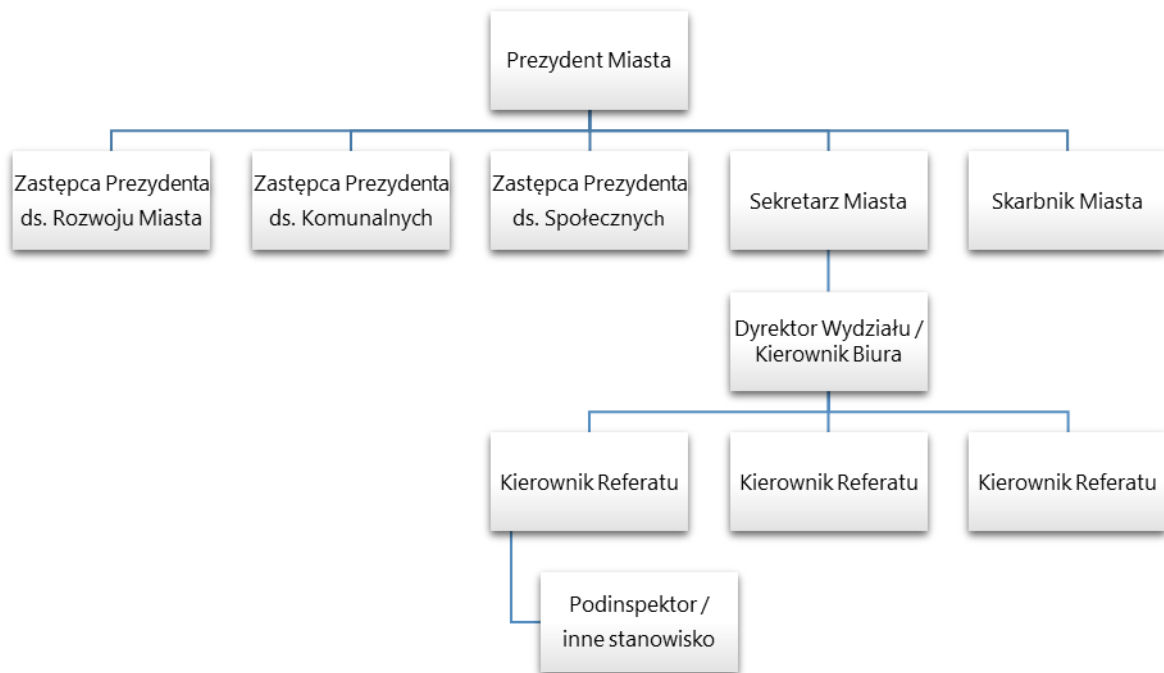 Prezydent Miasta
Zastępca Prezydenta
ds. Rozwoju Miasta
Zastępca Prezydenta
ds. Komunalnych
Zastępca Prezydenta
ds. Społecznych
Sekretarz Miasta
Skarbnik Miasta
Dyrektor Wydziału /
Kierownik Biura
Kierownik Referatu
Kierownik Referatu
Kierownik Referatu
Podinspektor /
inne stanowisko